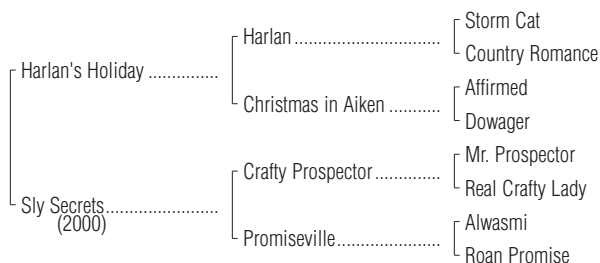 Storm Cat
Harlan
Country Romance
Harlan's Holiday
Affirmed
Christmas in Aiken
Dowager
Mr. Prospector
Crafty Prospector
Real Crafty Lady
Sly Secrets
(2000)
Alwasmi
Promiseville
Roan Promise